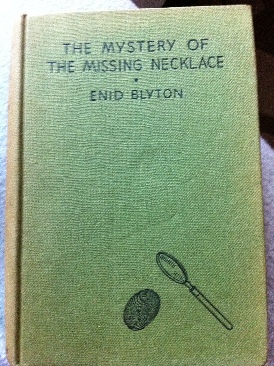 THE MYSTERY OF
THE MISSING NECKLACE
ENID BLYTON